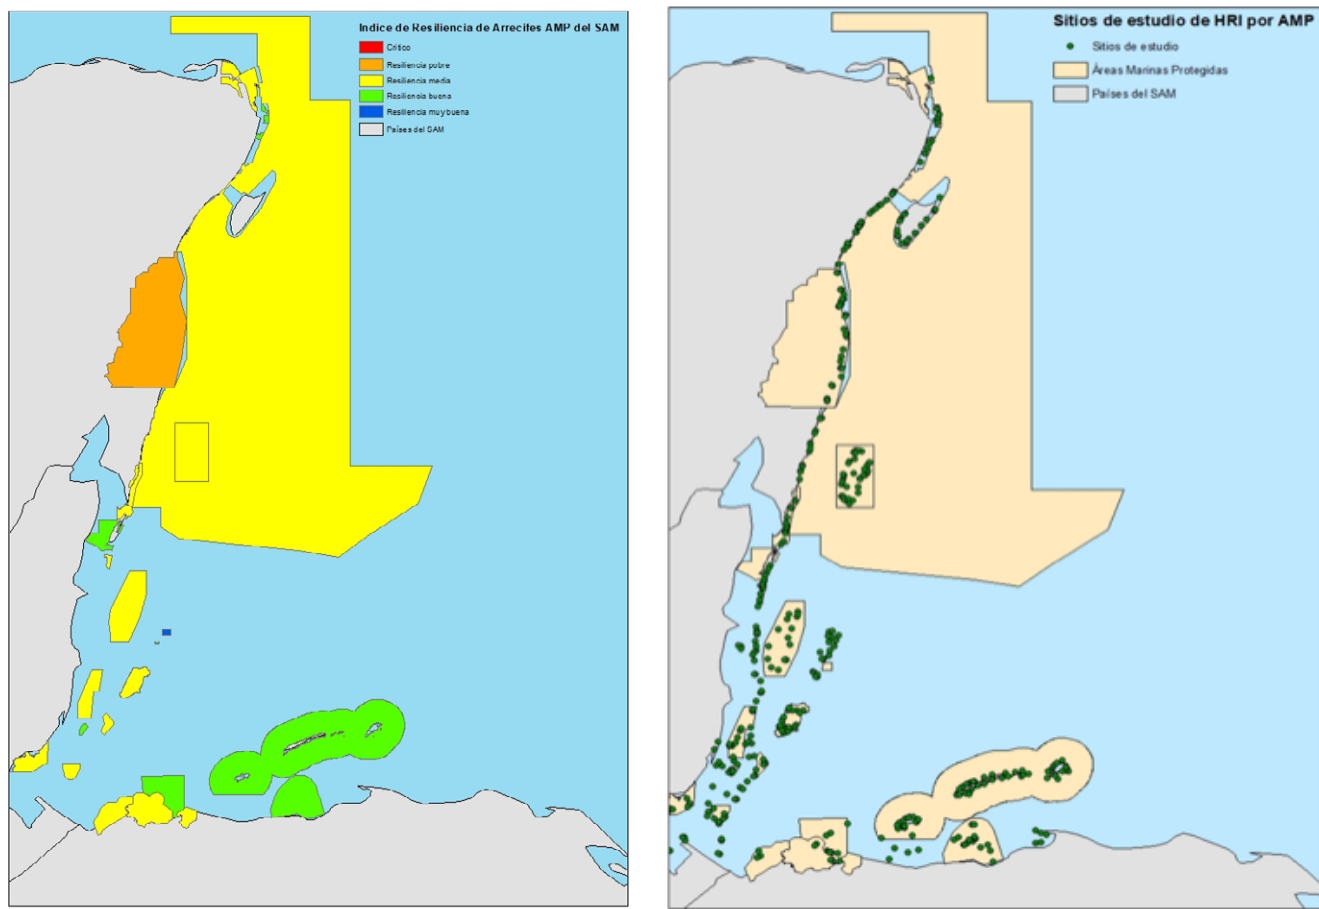 Indice de Resiliencia de Arrecifes AMP del SAM
Critico
Resiliencia pobre
Resiliencia media
Resiliencia buena
Resiliencia muy buena
Países del SAM
Sitios de estudio de HRI por AMP
Sitios de estudio
Áreas Marinas Protegidas
Países del SAM